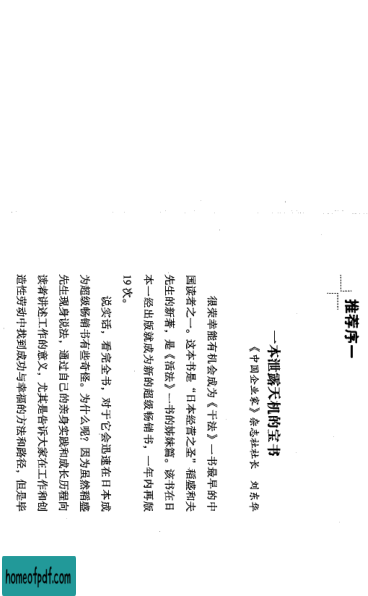 推荐序一
一本泄露天机的宝书
《中国企业家》杂志社社长 刘东华
很荣幸能有机会成为《干法》一书最早的中
国读者之一。这本书是“日本经营之圣”稻盛和夫
先生的新著，是《活法》一书的姊妹篇。该书在日
本一经出版就成为新的超级畅销书，一年内再版
19次。
说实话，看完全书，对于它会迅速在日本成
为超级畅销书有些奇怪。为什么呢？因为虽然稻盛
先生现身说法，通过自己的亲身实践和成长历程向
读者讲述工作的意义，尤其是告诉大家在工作和创
造性劳动中找到成功与幸福的方法和路径，但是毕
homeofpdf.com